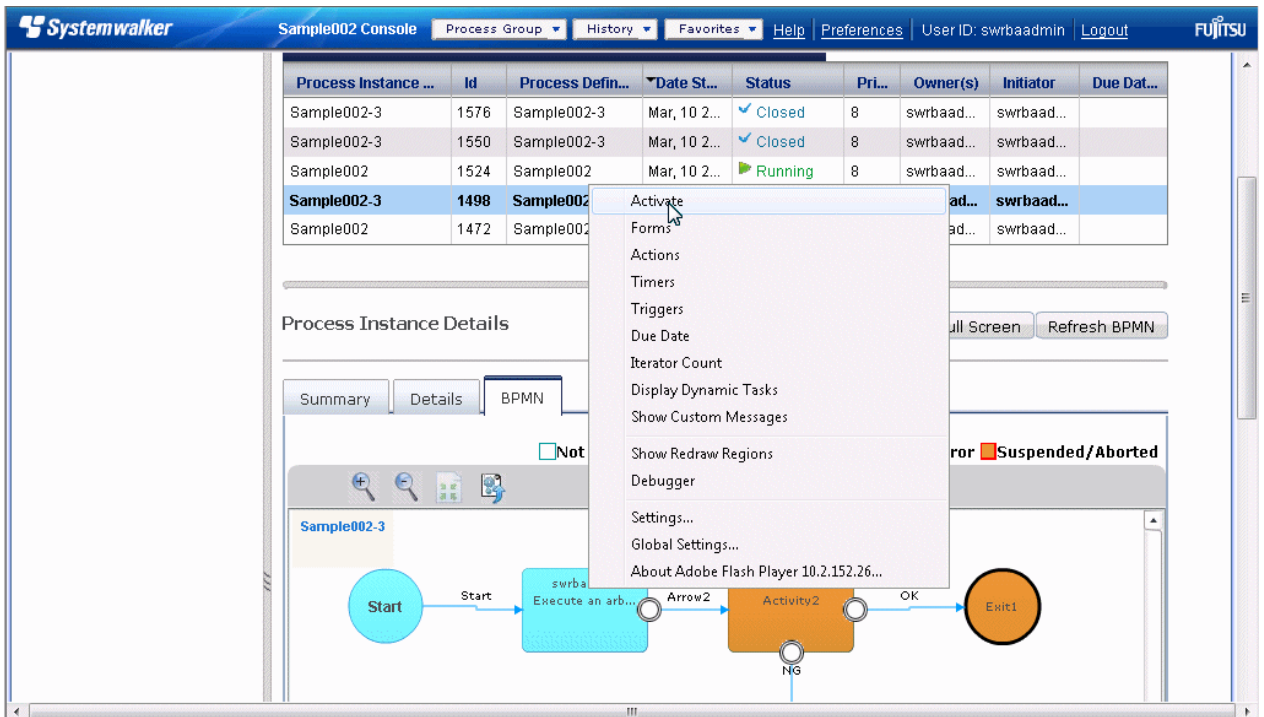 Systemwalker Sample002 Console Process Group History Favorites Help Preferences User ID: swrbaadmin Logout FUJITSU
Process Instance ... Id Process Defin... Date St... Status Pri... Owner(s) Initiator Due Dat...
Sample002-3 1576 Sample002-3 Mar, 10 2... Closed 8 swrbaad... swrbaad...
Sample002-3 1550 Sample002-3 Mar, 10 2... Closed 8 swrbaad... swrbaad...
Sample002 1524 Sample002 Mar, 10 2... Running 8 swrbaad... swrbaad...
Sample002-3 1498 Sample002 ad... swrbaad...
Sample002 1472 Sample002 ad... swrbaad...
Activate
Forms
Actions
Timers
Triggers
Due Date
Iterator Count
Display Dynamic Tasks
Show Custom Messages
Show Redraw Regions
Debugger
Settings...
Global Settings...
About Adobe Flash Player 10.2.152.26...
Process Instance Details
ull Screen Refresh BPMN
Summary Details BPMN
Not ror Suspended/Aborted
Sample002-3
Start
Start
swrba
Execute an arb...
Arrow2
Activity2
OK
Exit1
NG